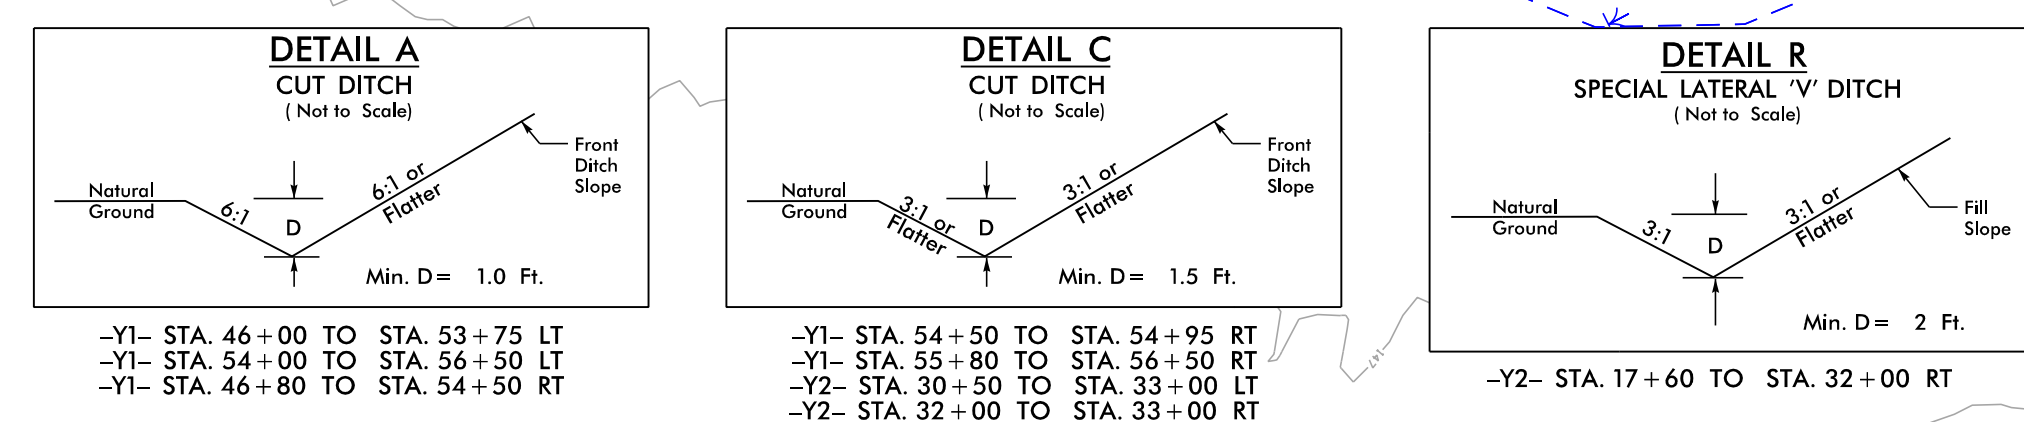 DETAIL A
CUT DITCH
( Not to Scale)
Front
Ditch
Slope
Natural
Ground
6:1
D
6:1 or
Flatter
Min. D= 1.0 Ft.
–Y1– STA. 46+00 TO STA. 53+75 LT
–Y1– STA. 54+00 TO STA. 56+50 LT
–Y1– STA. 46+80 TO STA. 54+50 RT
DETAIL C
CUT DITCH
( Not to Scale)
Front
Ditch
Slope
Natural
Ground
3:1 or
Flatter
D
3:1 or
Flatter
Min. D= 1.5 Ft.
–Y1– STA. 54+50 TO STA. 54+95 RT
–Y1– STA. 55+80 TO STA. 56+50 RT
–Y2– STA. 30+50 TO STA. 33+00 LT
–Y2– STA. 32+00 TO STA. 33+00 RT
147
DETAIL R
SPECIAL LATERAL 'V' DITCH
( Not to Scale)
Natural
Ground
3:1
D
3:1 or
Flatter
Fill
Slope
Min. D= 2 Ft.
–Y2– STA. 17+60 TO STA. 32+00 RT